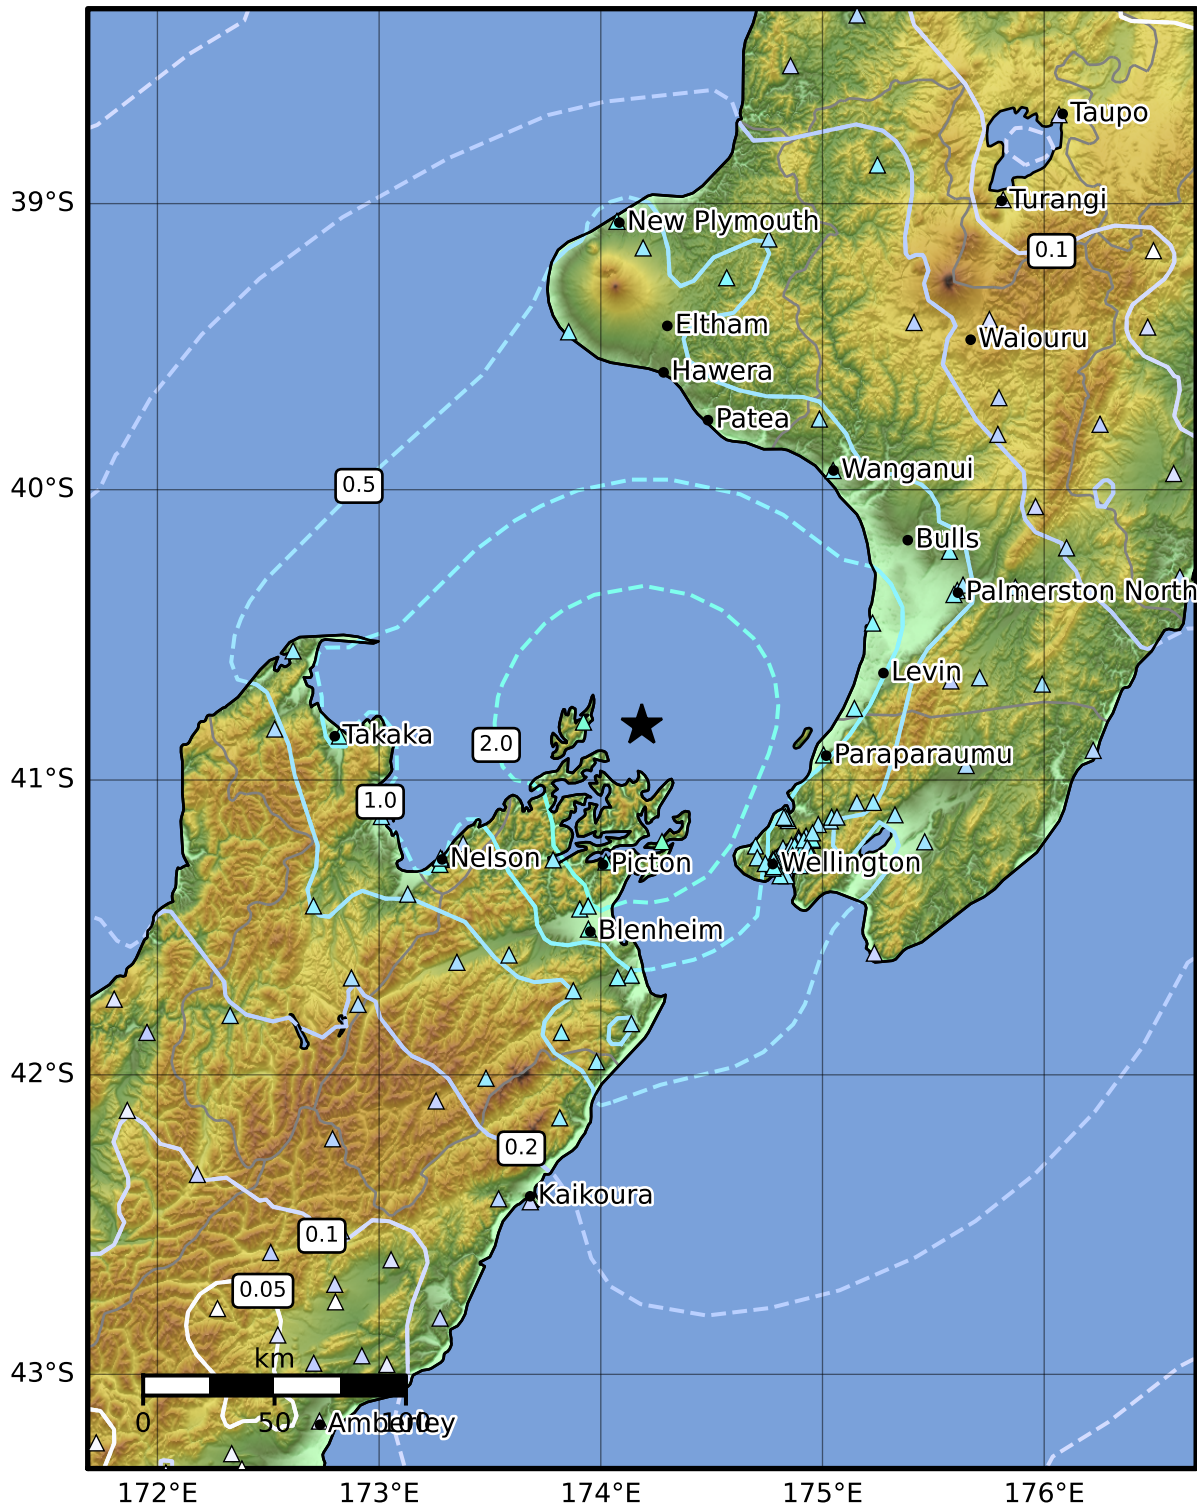 Taupo
39°S
Turangi
New Plymouth
0.1
Eltham
Waiouru
Hawera
Patea
Wanganui
0.5
40°S
Bulls
Palmerston North
Levin
Takaka
2.0
Paraparaumu
41°S
1.0
Nelson
Picton
Wellington
Blenheim
42°S
0.2
Kaikoura
0.1
0.05
km
43°S
0 50 100
Amberley
172°E 173°E 174°E 175°E 176°E